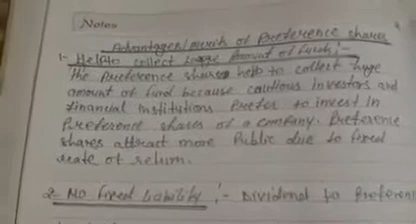 Notes
Advantages/merits of Preference shares
1- Help to collect large Amount of funds:-
The Preference shares help to collect huge
amount of fund because cautious Investors and
financial Institutions Prefer to invest in
Preference shares of a company. Preference
shares attract more Public due to fixed
rate of return.
2- No fixed liability:- Dividend to Preferen